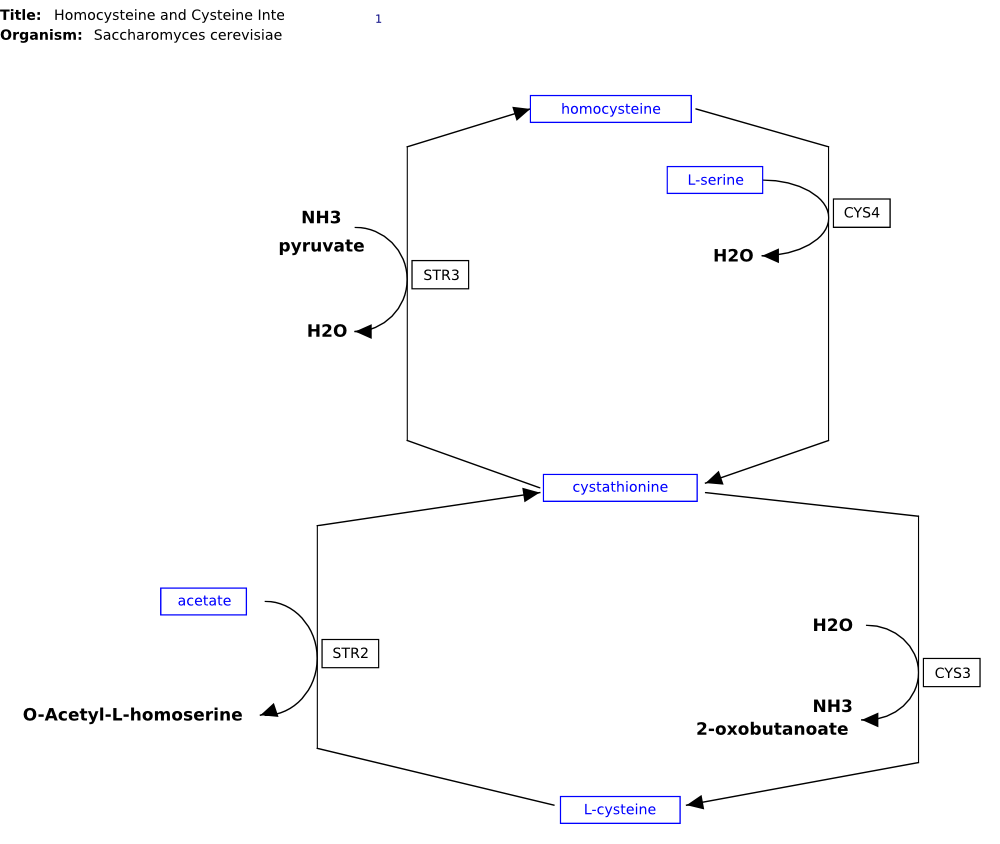 Title: Homocysteine and Cysteine Inte
1
Organism: Saccharomyces cerevisiae
homocysteine
L-serine
CYS4
NH3
pyruvate
H2O
STR3
H2O
cystathionine
acetate
H2O
STR2
CYS3
NH3
O-Acetyl-L-homoserine
2-oxobutanoate
L-cysteine